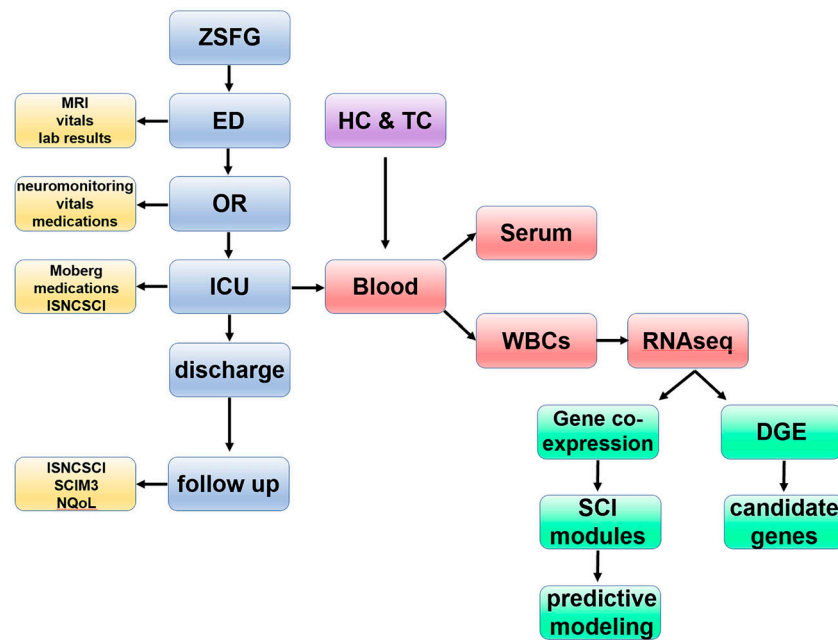 ZSFG
MRI
vitals
lab results
ED
HC & TC
neuromonitoring
vitals
medications
OR
Serum
Moberg
medications
ISNCSCI
ICU
Blood
WBCs
RNAseq
discharge
Gene co-
expression
DGE
ISNCSCI
SCIM3
NQoL
follow up
SCI
modules
candidate
genes
predictive
modeling